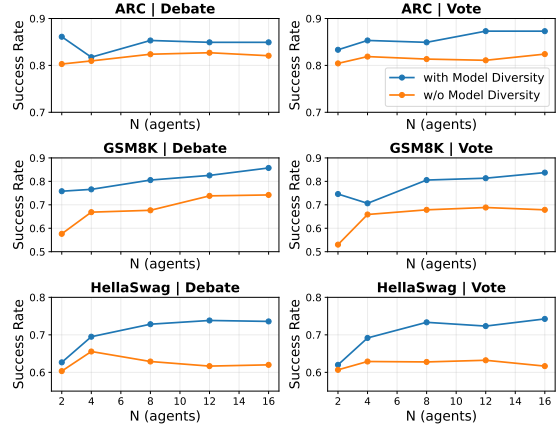 ARC | Debate
0.9
0.8
0.7
Success Rate
N (agents)
ARC | Vote
0.9
0.8
0.7
Success Rate
with Model Diversity
w/o Model Diversity
N (agents)
GSM8K | Debate
0.9
0.8
0.7
0.6
0.5
Success Rate
N (agents)
GSM8K | Vote
0.9
0.8
0.7
0.6
0.5
Success Rate
N (agents)
HellaSwag | Debate
0.8
0.7
0.6
Success Rate
2 4 6 8 10 12 14 16
N (agents)
HellaSwag | Vote
0.8
0.7
0.6
Success Rate
2 4 6 8 10 12 14 16
N (agents)